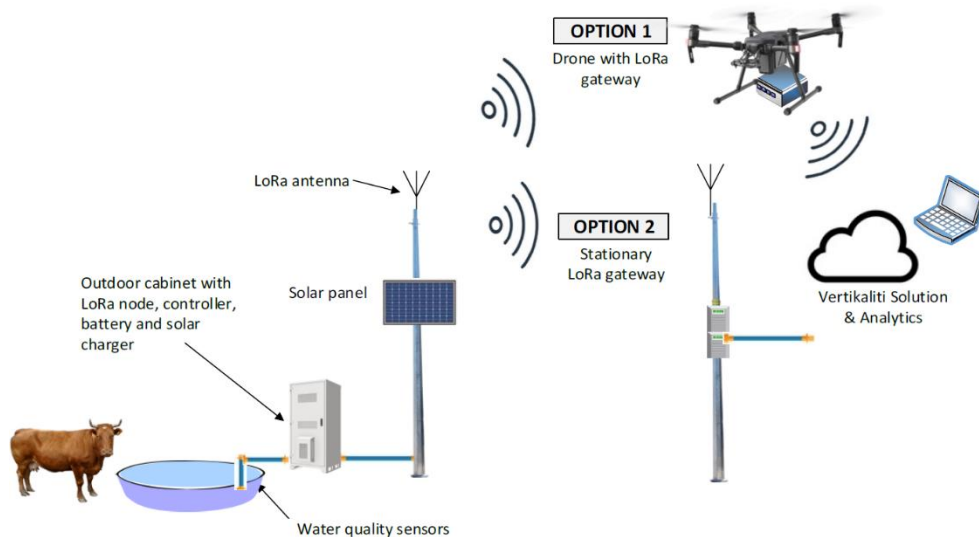 OPTION 1
Drone with LoRa
gateway
LoRa antenna
OPTION 2
Stationary
LoRa gateway
Outdoor cabinet with
LoRa node, controller,
battery and solar
charger
Solar panel
Vertikaliti Solution
& Analytics
Water quality sensors